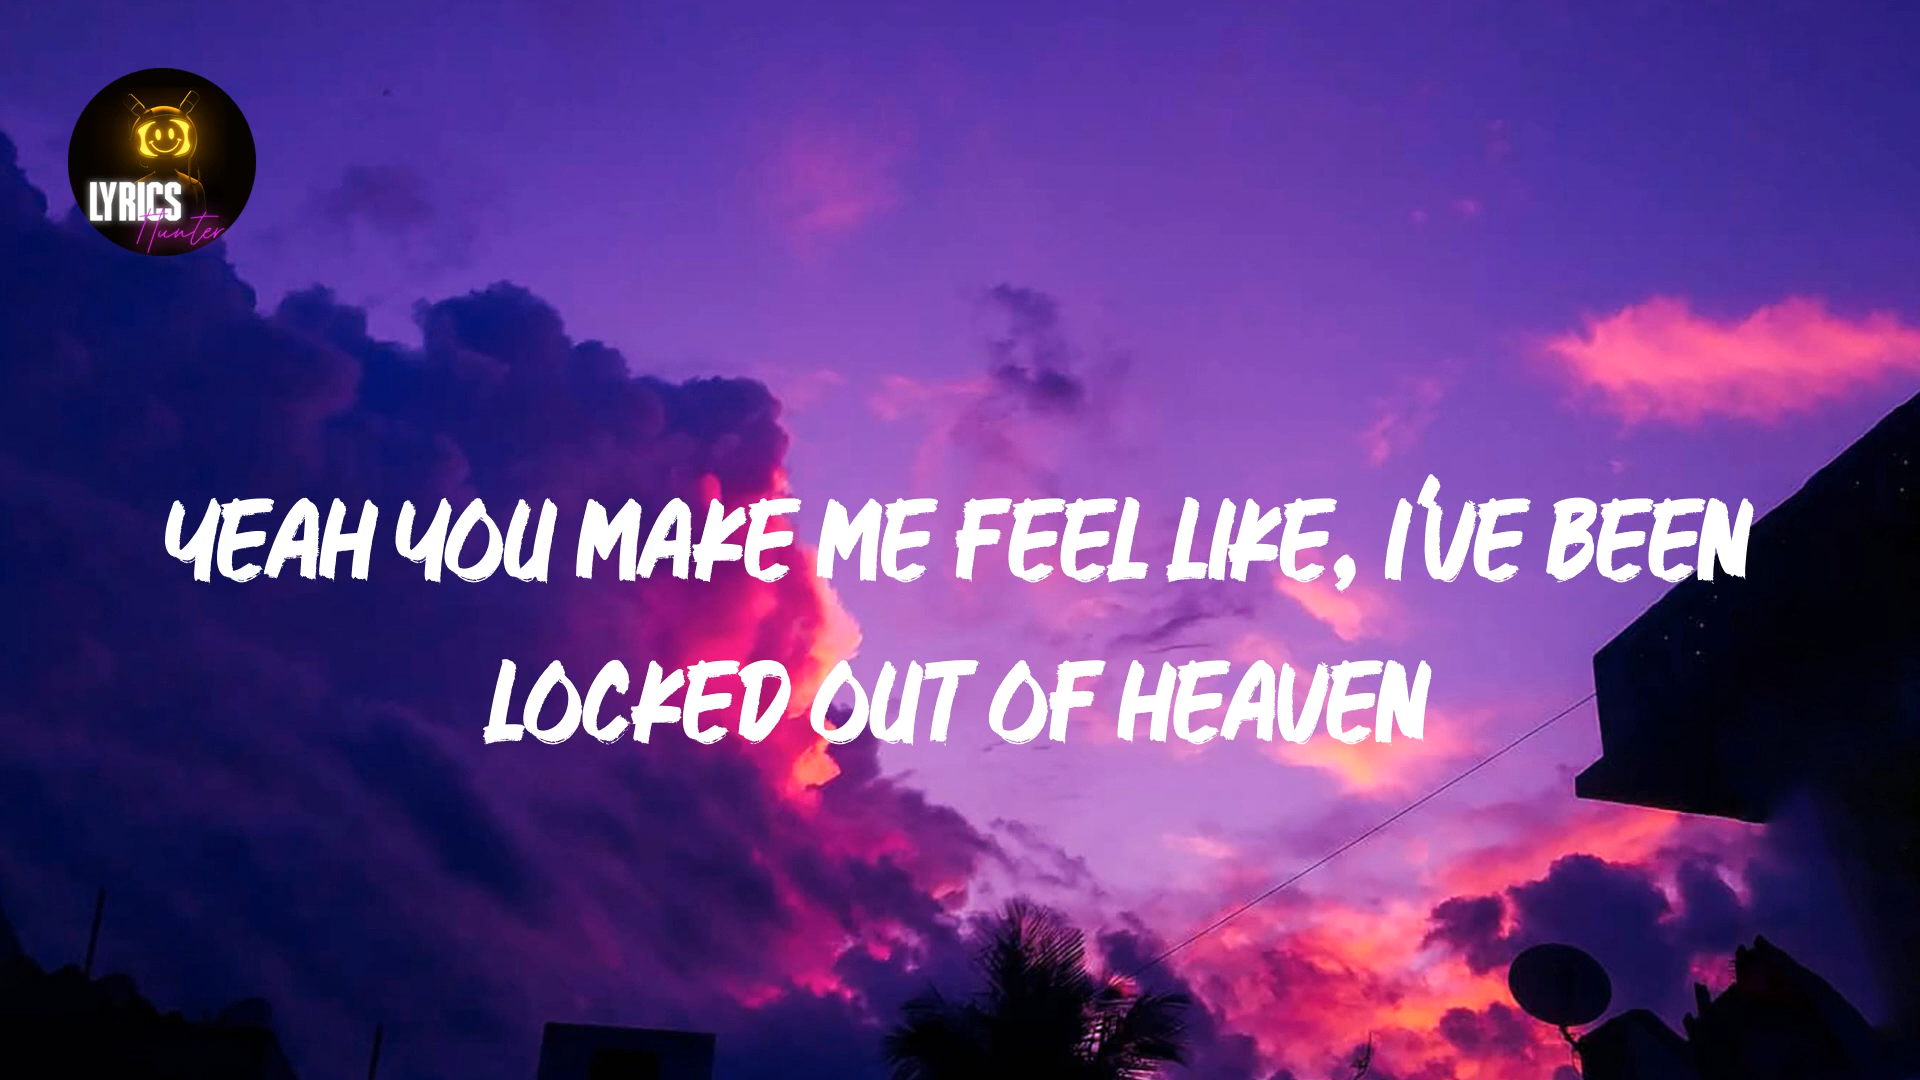 LYRICS
Hunter
YEAH YOU MAKE ME FEEL LIKE, I'VE BEEN
LOCKED OUT OF HEAVEN